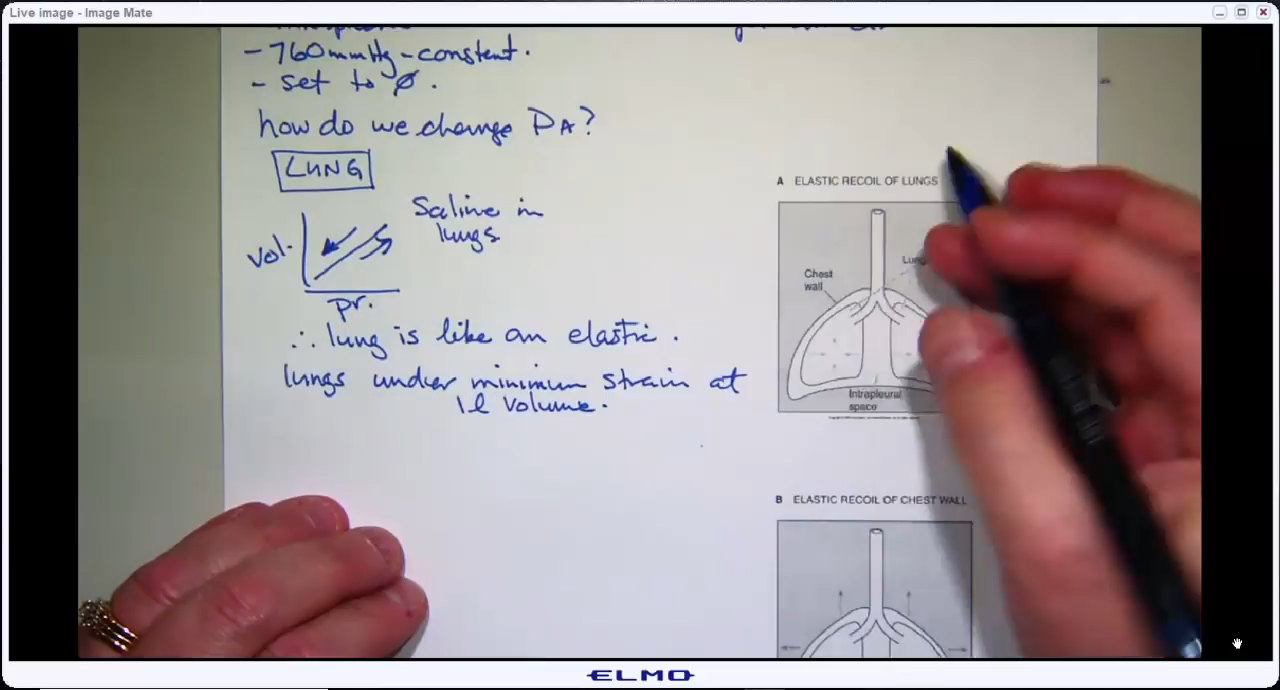 Live image - Image Mate
- 760mmHg - constant.
- set to Ø.
how do we change PA?
LUNG
Saline in
lungs
vol.
pr.
∴ lung is like an elastic.
lungs under minimum strain at
1l volume.
A ELASTIC RECOIL OF LUNGS
Chest
wall
Intrapleural
space
B ELASTIC RECOIL OF CHEST WALL
ELMO